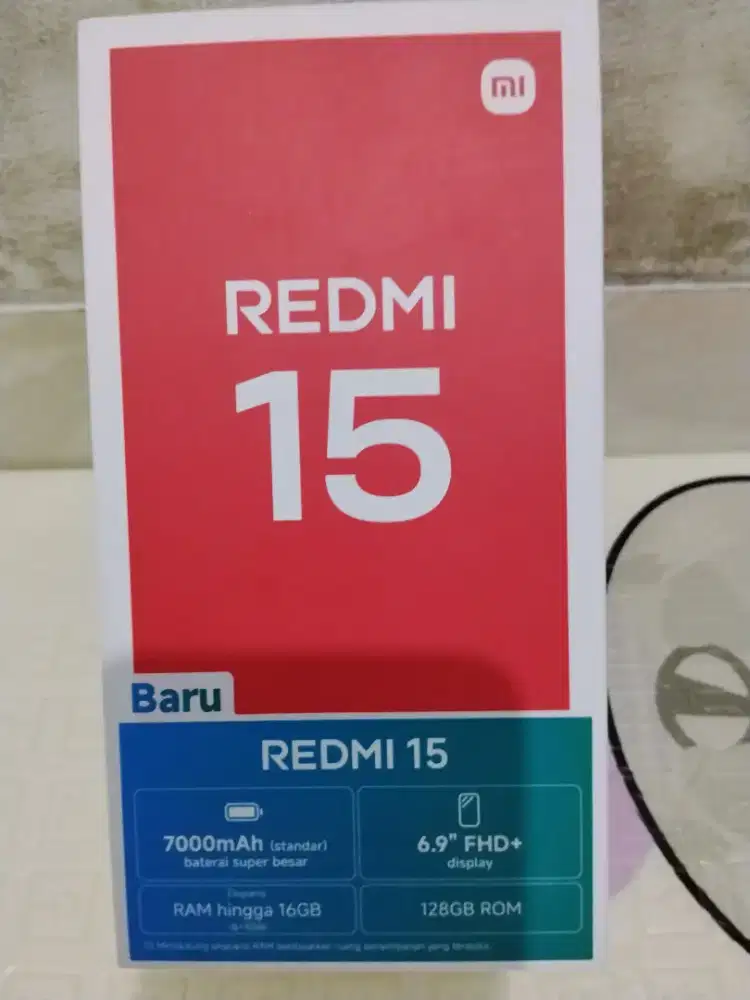 mi
REDMI
15
Baru
REDMI 15
7000mAh (standar)
baterai super besar
6.9" FHD+
display
RAM hingga 16GB
128GB ROM